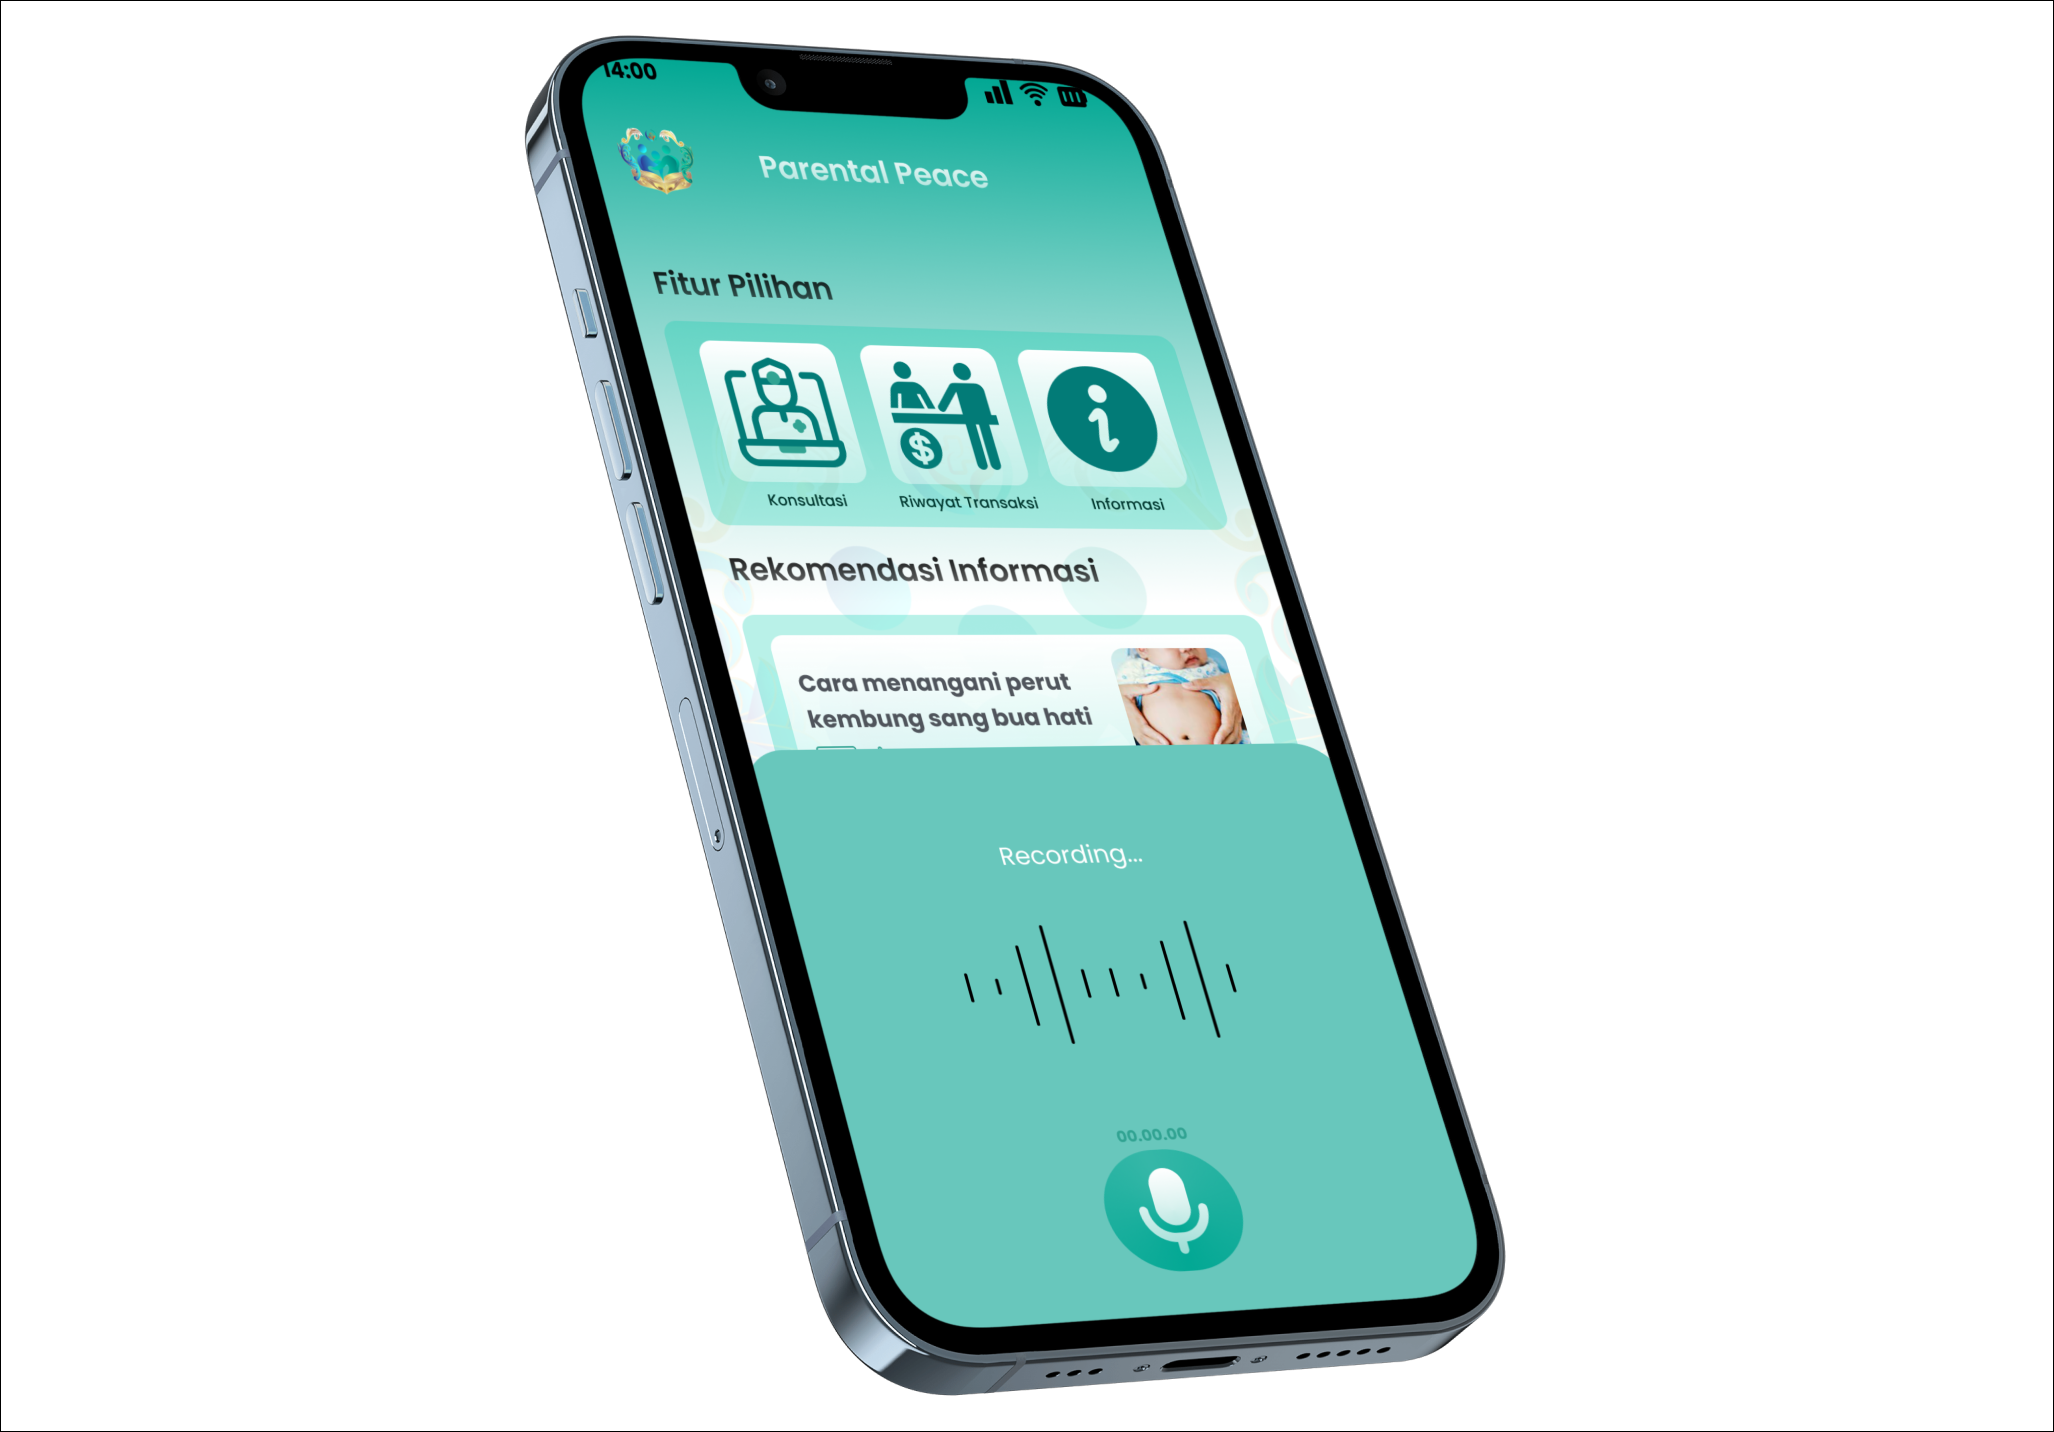 14:00
Parental Peace
Fitur Pilihan
Konsultasi
Riwayat Transaksi
Informasi
Rekomendasi Informasi
Cara menangani perut
kembung sang bua hati
Recording...
00.00.00